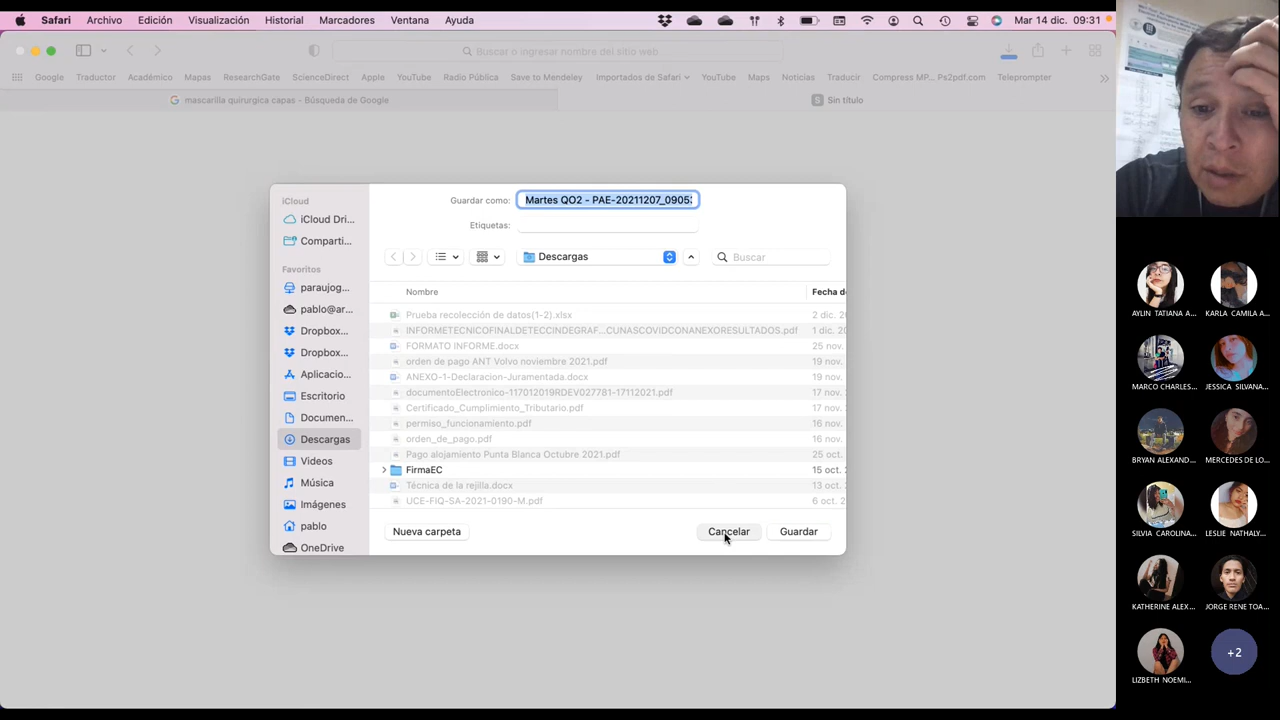 Safari Archivo Edición Visualización Historial Marcadores Ventana Ayuda Mar 14 dic. 09:31
Buscar o ingresar nombre del sitio web
Google Traductor Académico Mapas ResearchGate ScienceDirect Apple YouTube Radio Pública Save to Mendeley Importados de Safari YouTube Maps Noticias Traducir Compress MP... Ps2pdf.com Teleprompter
mascarilla quirurgica capas - Búsqueda de Google
S Sin título
iCloud
iCloud Dri...
Comparti...
Favoritos
paraujog...
pablo@ar...
Dropbox...
Dropbox...
Aplicacio...
Escritorio
Documen...
Descargas
Videos
Música
Imágenes
pablo
OneDrive
Guardar como: Martes QO2 - PAE-20211207_0905
Etiquetas:
Descargas
Buscar
Nombre Fecha de
Prueba recolección de datos(1-2).xlsx 2 dic. 2
INFORMETECNICOFINALDETECCINDEGRAF...CUNASCOVIDCONANEXORESULTADOS.pdf 1 dic. 2
FORMATO INFORME.docx 25 nov.
orden de pago ANT Volvo noviembre 2021.pdf 19 nov.
ANEXO-1-Declaracion-Juramentada.docx 19 nov.
documentoElectronico-117012019RDEV027781-17112021.pdf 17 nov.
Certificado_Cumplimiento_Tributario.pdf 17 nov.
permiso_funcionamiento.pdf 16 nov.
orden_de_pago.pdf 16 nov.
Pago alojamiento Punta Blanca Octubre 2021.pdf 25 oct.
FirmaEC 15 oct.
Técnica de la rejilla.docx 13 oct.
UCE-FIQ-SA-2021-0190-M.pdf 6 oct. 2
Nueva carpeta Cancelar Guardar
AYLIN TATIANA A... KARLA CAMILA A...
MARCO CHARLES... JESSICA SILVANA...
BRYAN ALEXAND... MERCEDES DE LO...
SILVIA CAROLINA... LESLIE NATHALY...
KATHERINE ALEX... JORGE RENE TOA...
LIZBETH NOEMI... +2